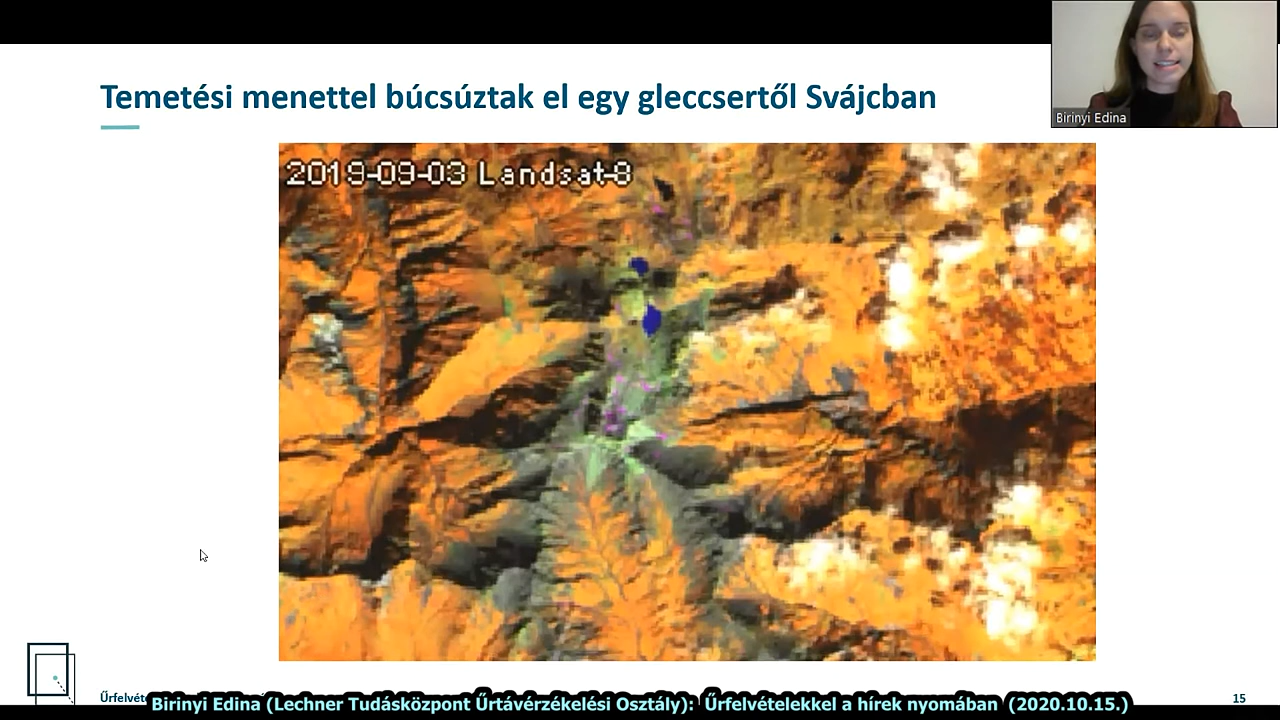 Temetési menettel búcsúztak el egy gleccsertől Svájcban
Birinyi Edina
2019-09-03 Landsat-8
Űrfelvéte
15
Birinyi Edina (Lechner Tudásközpont Űrtávérzékelési Osztály): Űrfelvételekkel a hírek nyomában (2020.10.15.)